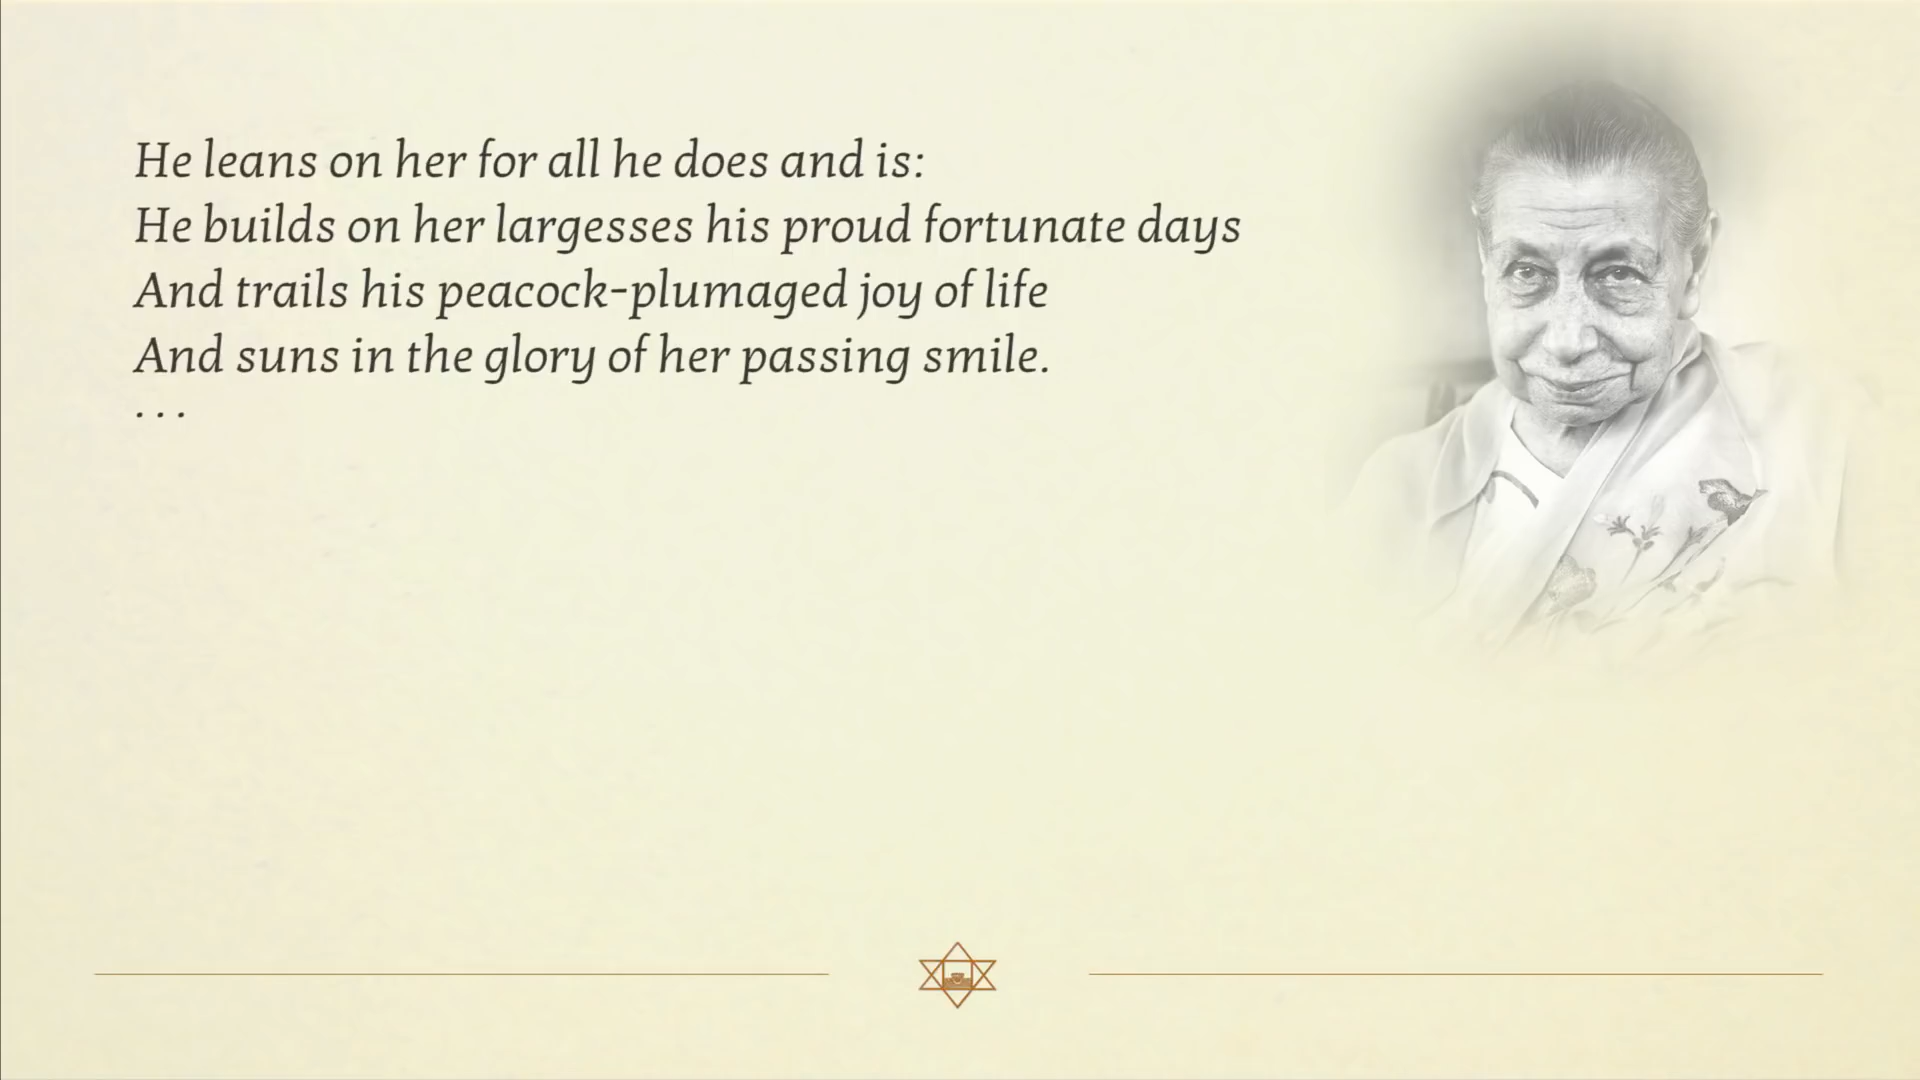 He leans on her for all he does and is:
He builds on her largesses his proud fortunate days
And trails his peacock-plumaged joy of life
And suns in the glory of her passing smile.
. . .